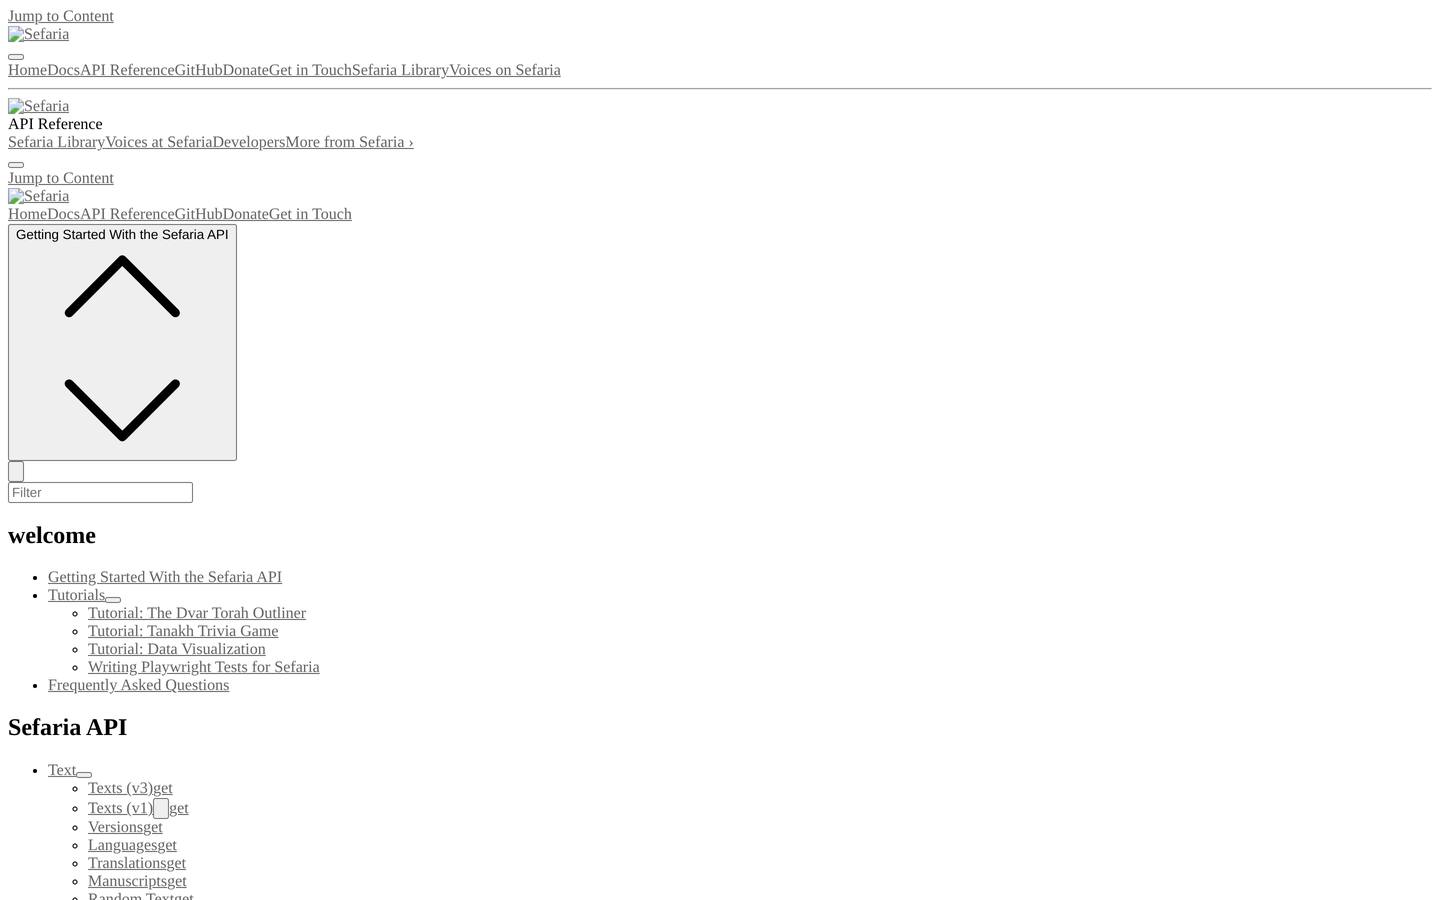 Jump to Content
Sefaria
HomeDocsAPI ReferenceGitHubDonateGet in TouchSefaria LibraryVoices on Sefaria
Sefaria
API Reference
Sefaria LibraryVoices at SefariaDevelopersMore from Sefaria ›
Jump to Content
Sefaria
HomeDocsAPI ReferenceGitHubDonateGet in Touch
Getting Started With the Sefaria API
Filter
welcome
Getting Started With the Sefaria API
Tutorials
Tutorial: The Dvar Torah Outliner
Tutorial: Tanakh Trivia Game
Tutorial: Data Visualization
Writing Playwright Tests for Sefaria
Frequently Asked Questions
Sefaria API
Text
Texts (v3)get
Texts (v1)get
Versionsget
Languagesget
Translationsget
Manuscriptsget
Random Textget